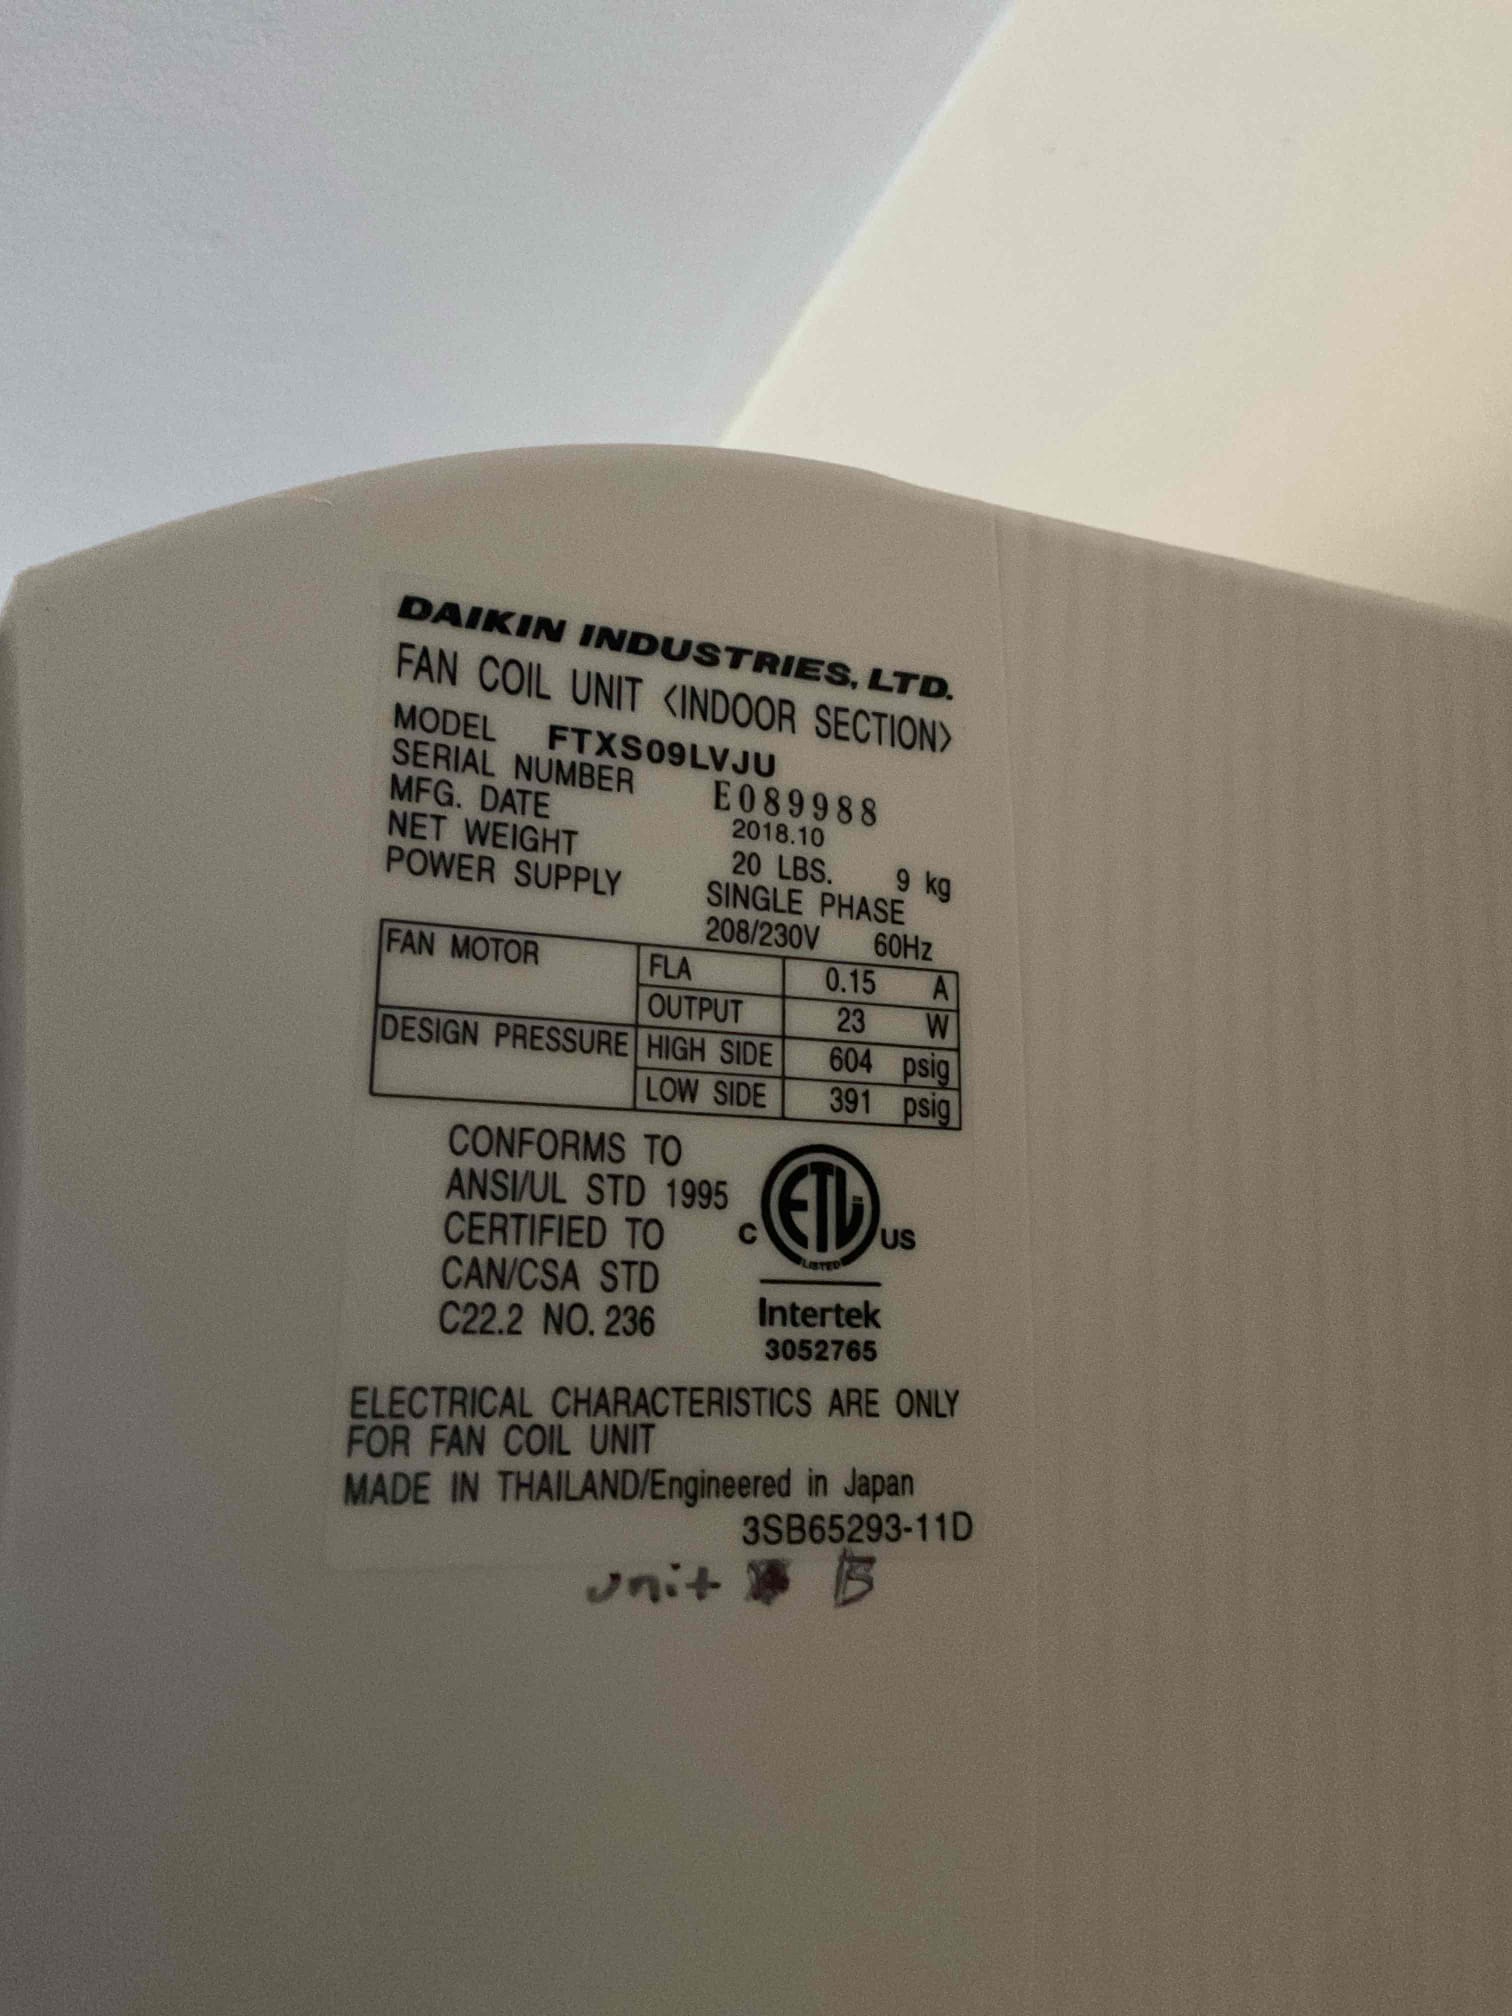 DAIKIN INDUSTRIES, LTD.
FAN COIL UNIT <INDOOR SECTION>
MODEL FTXS09LVJU
SERIAL NUMBER E089988
MFG. DATE 2018.10
NET WEIGHT 20 LBS. 9 kg
POWER SUPPLY SINGLE PHASE
208/230V 60Hz
FAN MOTOR FLA 0.15 A
OUTPUT 23 W
DESIGN PRESSURE HIGH SIDE 604 psig
LOW SIDE 391 psig
CONFORMS TO
ANSI/UL STD 1995
CERTIFIED TO
CAN/CSA STD
C22.2 NO. 236
C ETL US
LISTED
Intertek
3052765
ELECTRICAL CHARACTERISTICS ARE ONLY
FOR FAN COIL UNIT
MADE IN THAILAND/Engineered in Japan
3SB65293-11D
unit B